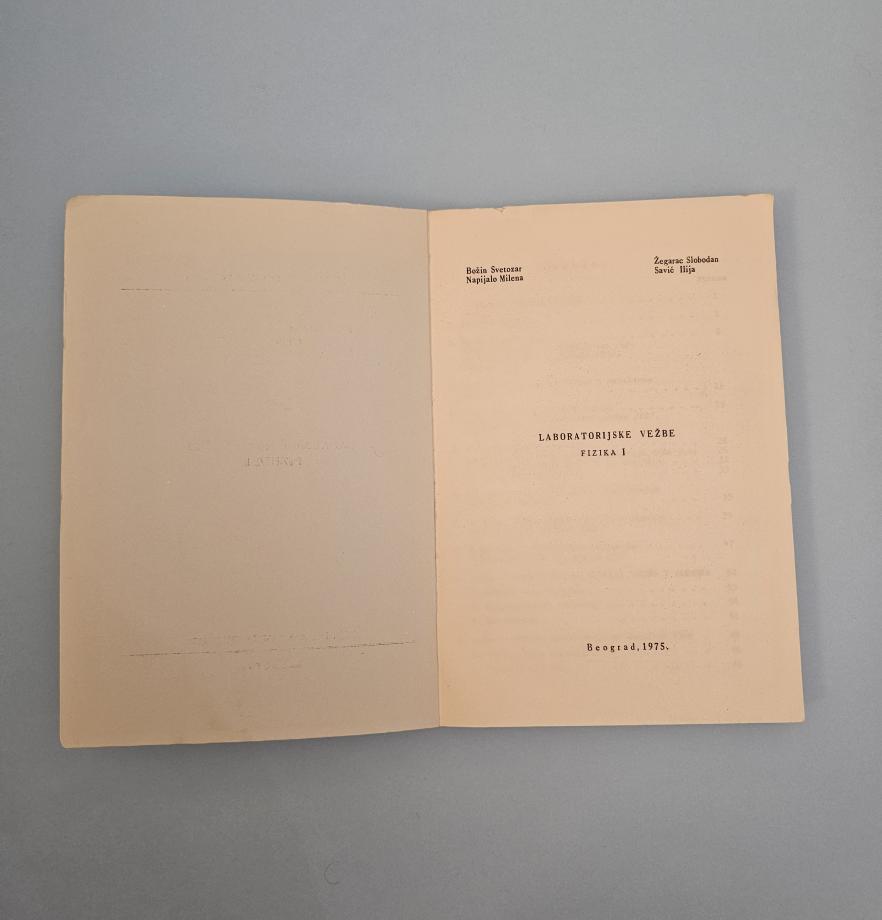 Božin Svetozar
Napijalo Milena
Žegarac Slobodan
Savić Ilija
LABORATORIJSKE VEŽBE
FIZIKA I
Beograd, 1975.